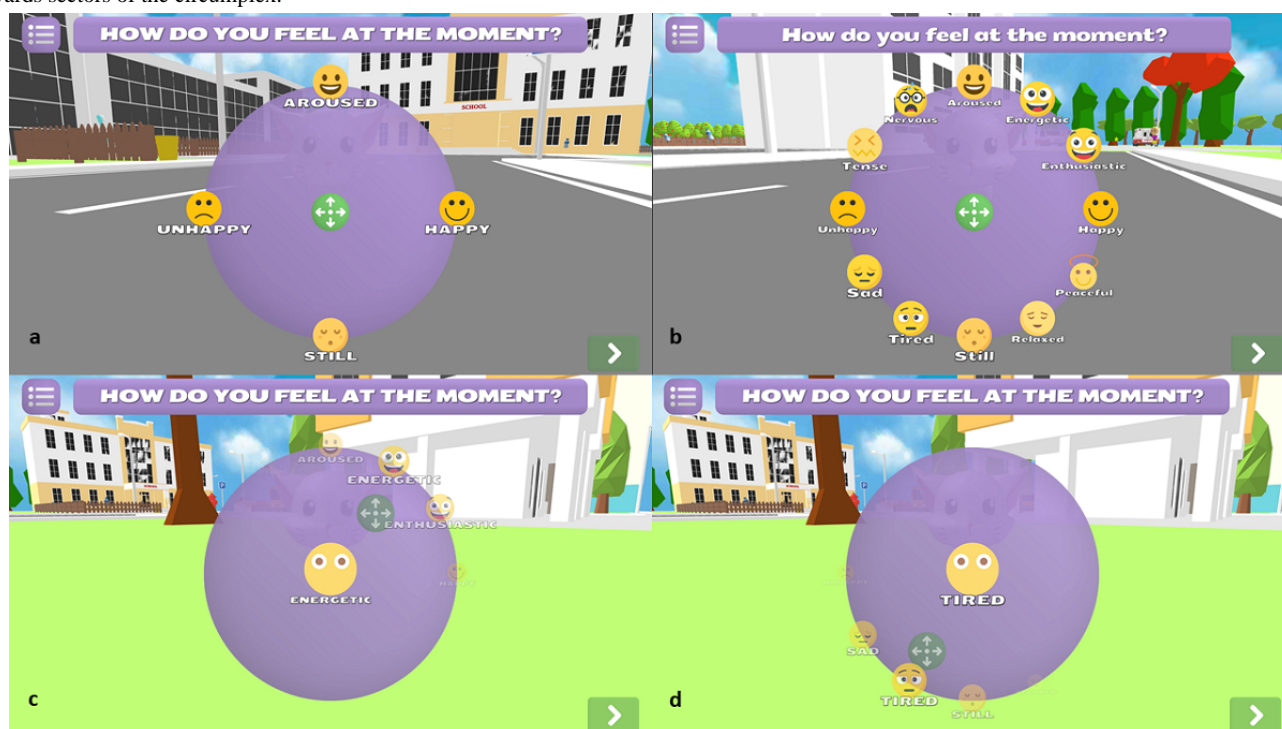 wards sectors of the circumplex.
HOW DO YOU FEEL AT THE MOMENT?
SCHOOL
AROUSED
UNHAPPY
HAPPY
STILL
a
How do you feel at the moment?
Aroused
Nervous
Energetic
Tense
Enthusiastic
Unhappy
Happy
Sad
Peaceful
Tired
Relaxed
Still
b
HOW DO YOU FEEL AT THE MOMENT?
AROUSED
ENERGETIC
ENTHUSIASTIC
HAPPY
ENERGETIC
c
HOW DO YOU FEEL AT THE MOMENT?
TIRED
SAD
TIRED
STILL
d